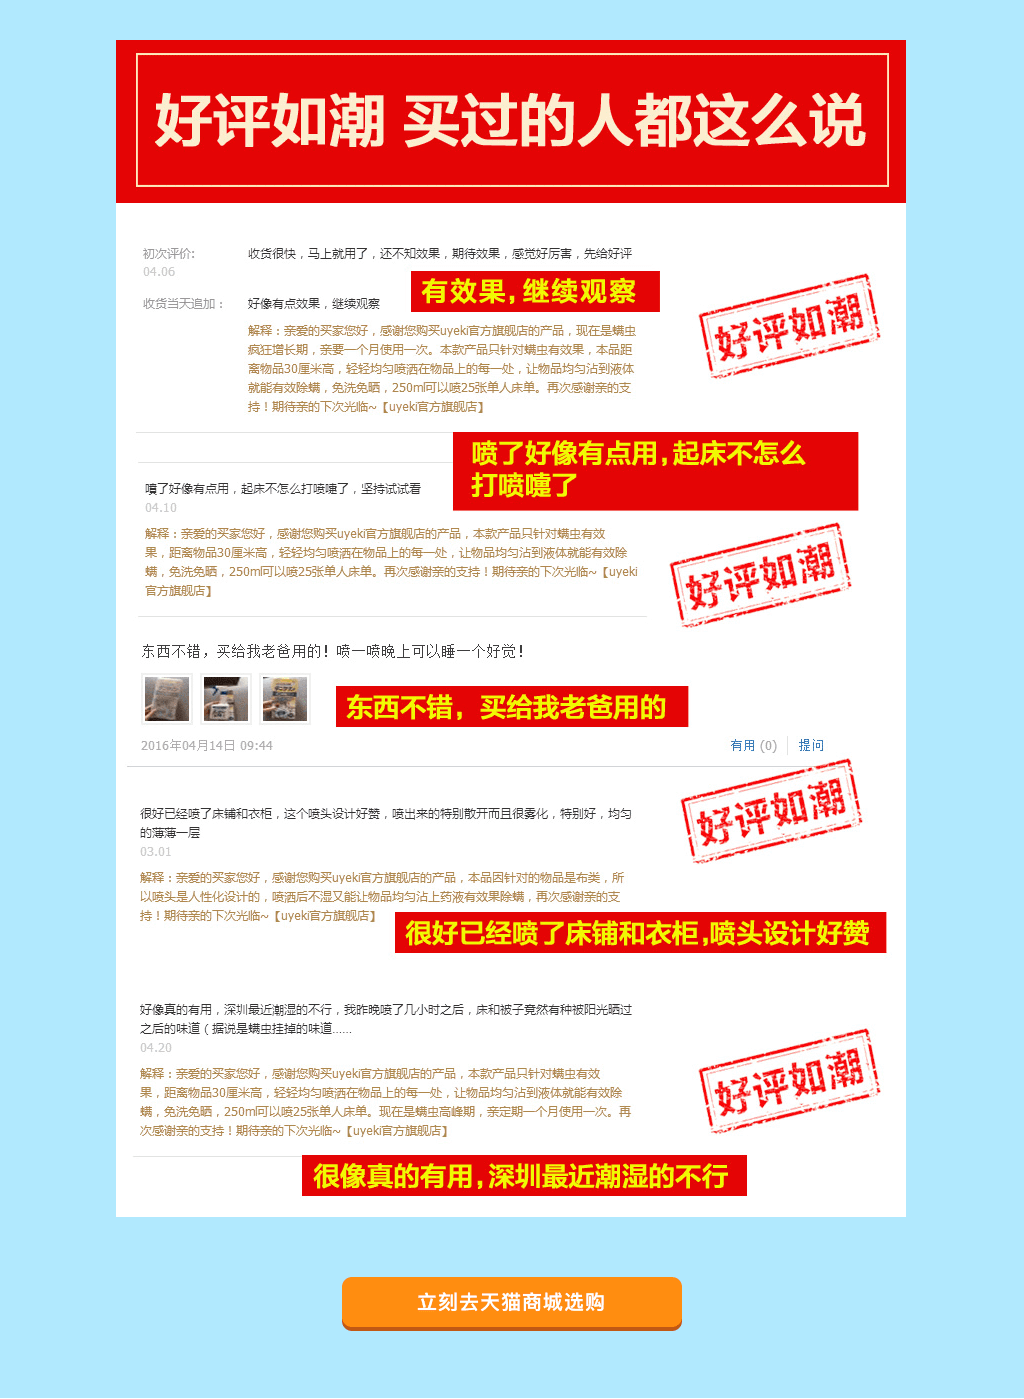 好评如潮 买过的人都这么说
初次评价:
04.06
收货很快，马上就用了，还不知效果，期待效果，感觉好厉害，先给好评
有效果，继续观察
收货当天追加：
好像有点效果，继续观察
解释：亲爱的买家您好，感谢您购买uyeki官方旗舰店的产品，现在是螨虫
疯狂增长期，亲要一个月使用一次。本款产品只针对螨虫有效果，本品距
离物品30厘米高，轻轻均匀喷洒在物品上的每一处，让物品均匀沾到液体
就能有效除螨，免洗免晒，250ml可以喷25张单人床单。再次感谢亲的支
持！期待亲的下次光临~【uyeki官方旗舰店】
好评如潮
喷了好像有点用，起床不怎么
打喷嚏了
噴了好像有点用，起床不怎么打喷嚏了，坚持试试看
04.10
解释：亲爱的买家您好，感谢您购买uyeki官方旗舰店的产品，本款产品只针对螨虫有效
果，距离物品30厘米高，轻轻均匀喷洒在物品上的每一处，让物品均匀沾到液体就能有效除
螨，免洗免晒，250ml可以喷25张单人床单。再次感谢亲的支持！期待亲的下次光临~【uyeki
官方旗舰店】
好评如潮
东西不错，买给我老爸用的！喷一喷晚上可以睡一个好觉！
东西不错，买给我老爸用的
2016年04月14日 09:44
有用 (0)
提问
好评如潮
很好已经喷了床铺和衣柜，这个喷头设计好赞，喷出来的特别散开而且很雾化，特别好，均匀
的薄薄一层
03.01
解释：亲爱的买家您好，感谢您购买uyeki官方旗舰店的产品，本品因针对的物品是布类，所
以喷头是人性化设计的，喷洒后不湿又能让物品均匀沾上药液有效果除螨，再次感谢亲的支
持！期待亲的下次光临~【uyeki官方旗舰店】
很好已经喷了床铺和衣柜，喷头设计好赞
好像真的有用，深圳最近潮湿的不行，我昨晚喷了几小时之后，床和被子竟然有种被阳光晒过
之后的味道（据说是螨虫挂掉的味道……
04.20
解释：亲爱的买家您好，感谢您购买uyeki官方旗舰店的产品，本款产品只针对螨虫有效
果，距离物品30厘米高，轻轻均匀喷洒在物品上的每一处，让物品均匀沾到液体就能有效除
螨，免洗免晒，250ml可以喷25张单人床单。现在是螨虫高峰期，亲定期一个月使用一次。再
次感谢亲的支持！期待亲的下次光临~【uyeki官方旗舰店】
好评如潮
很像真的有用，深圳最近潮湿的不行
立刻去天猫商城选购